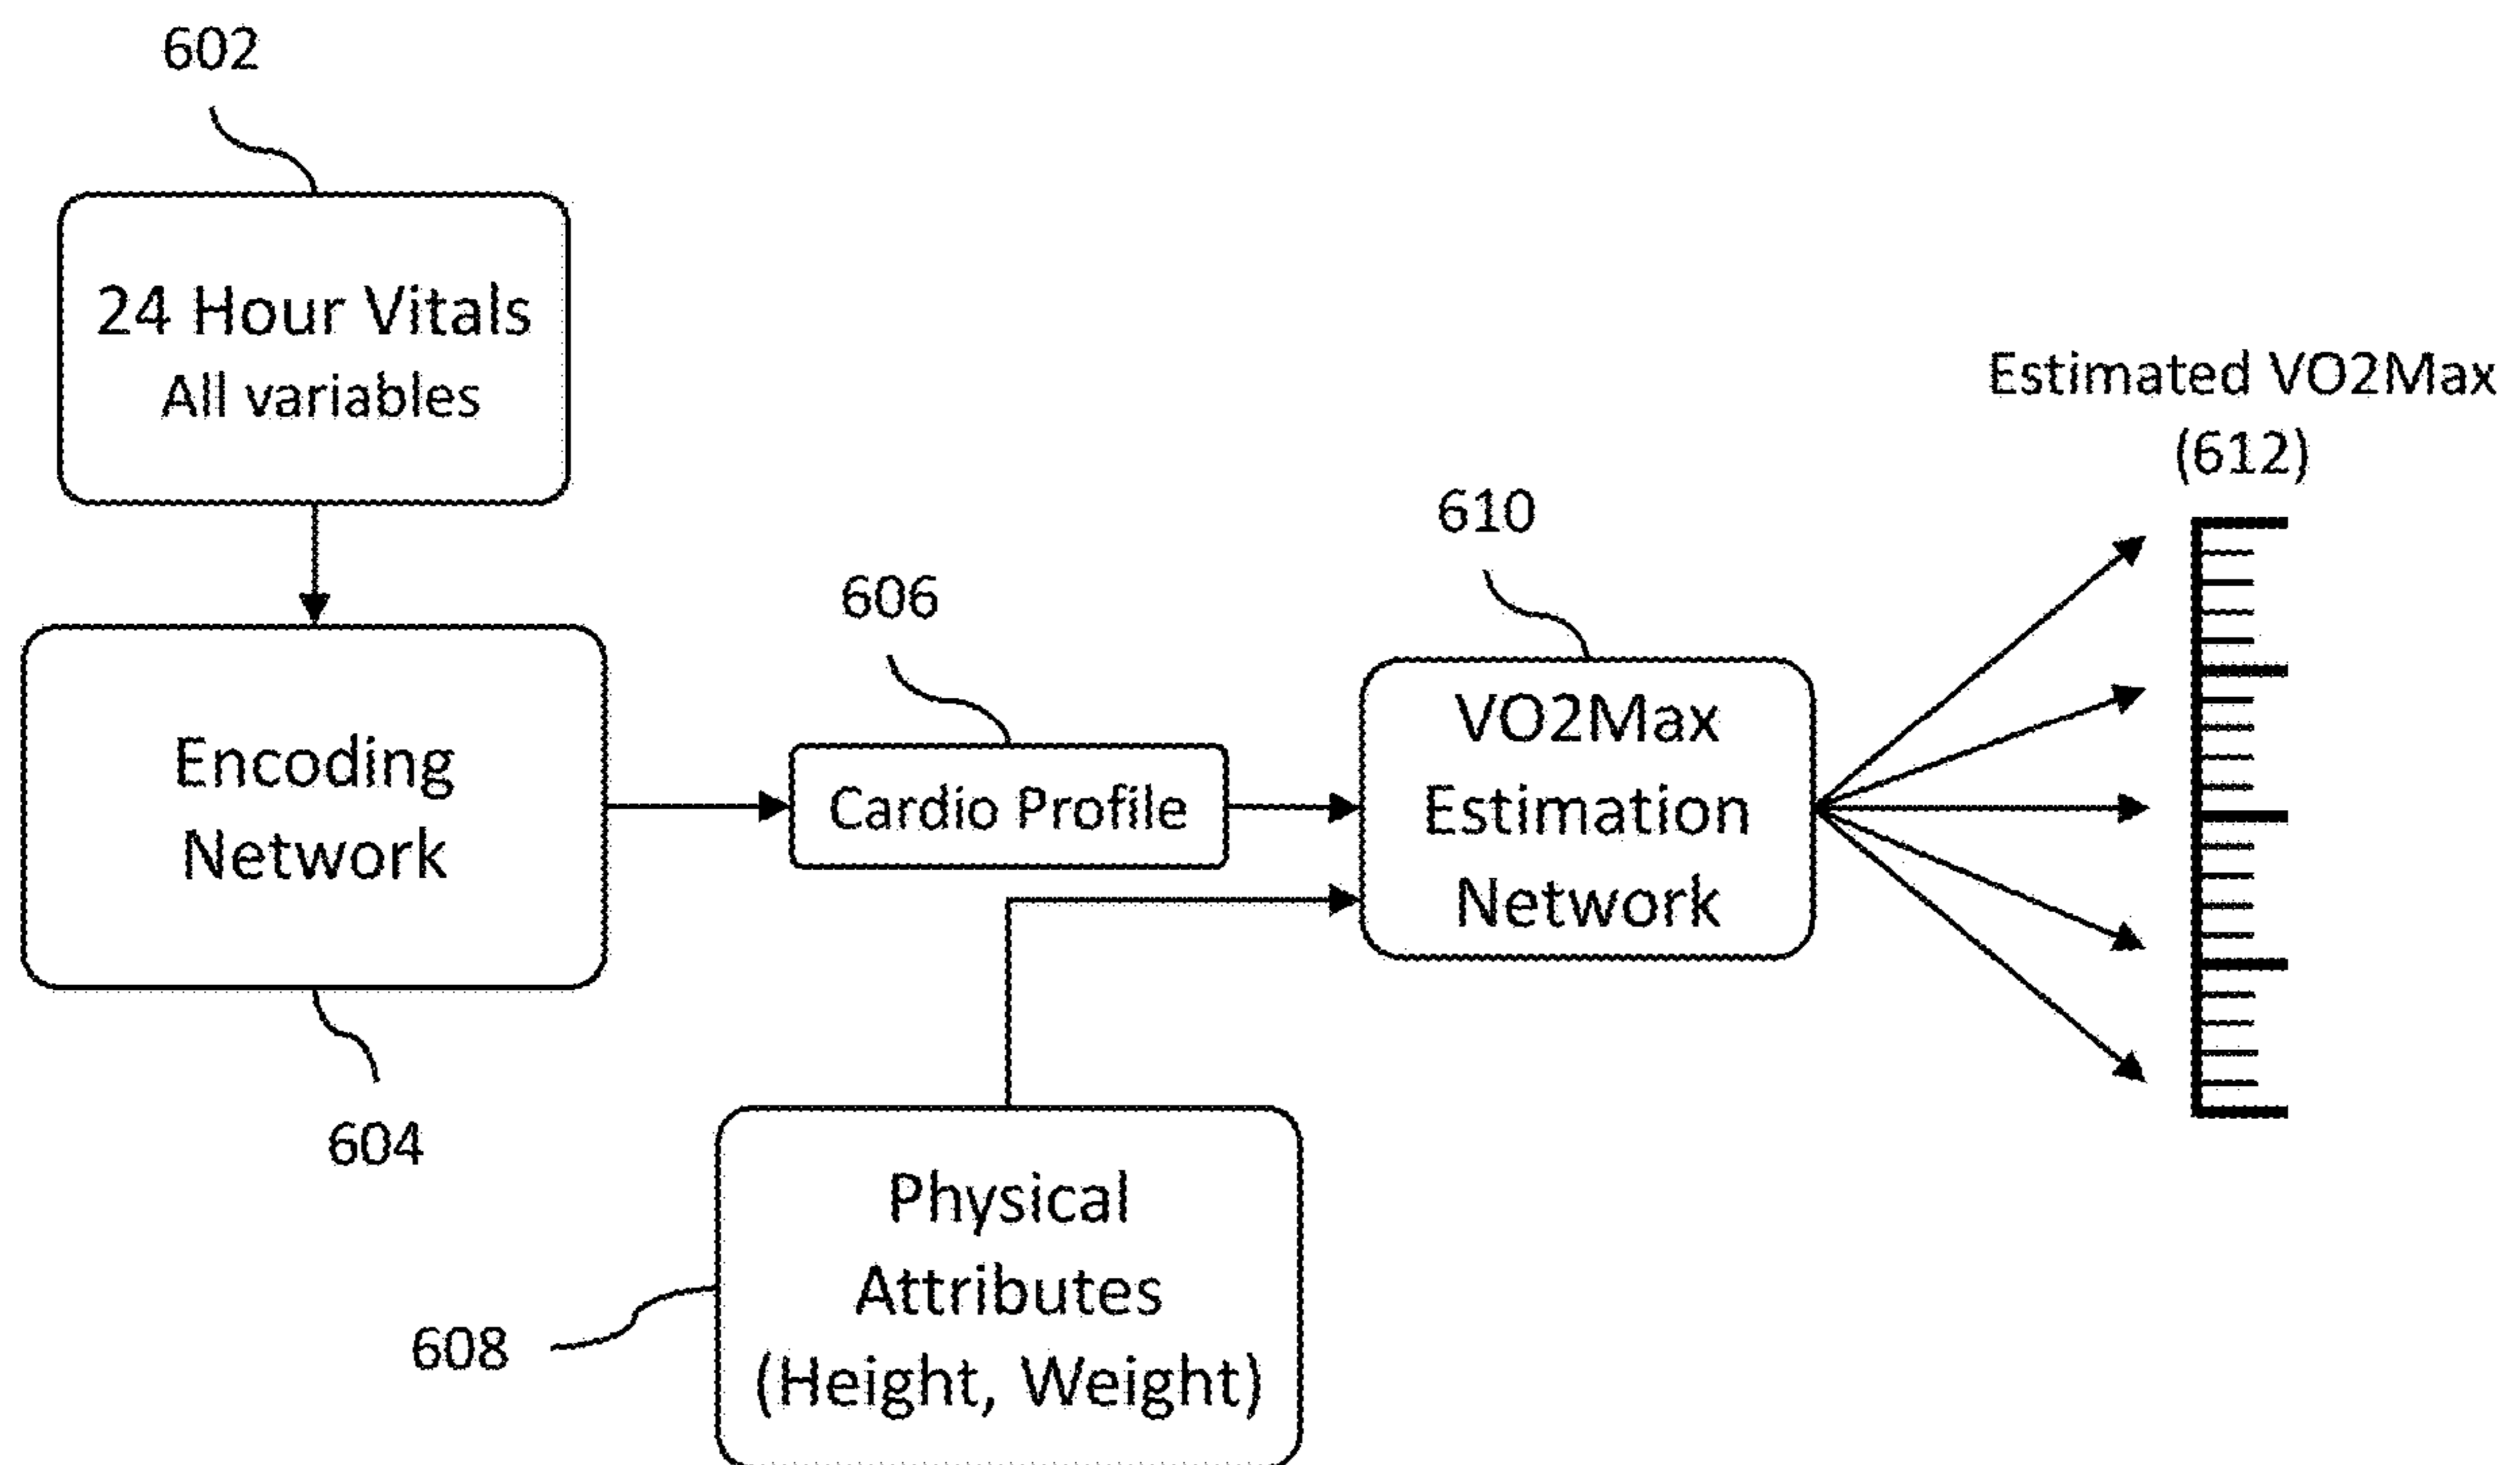 602
24 Hour Vitals
All variables
Estimated VO2Max
(612)
610
606
VO2Max
Estimation
Network
Encoding
Network
Cardio Profile
604
Physical
Attributes
(Height, Weight)
608